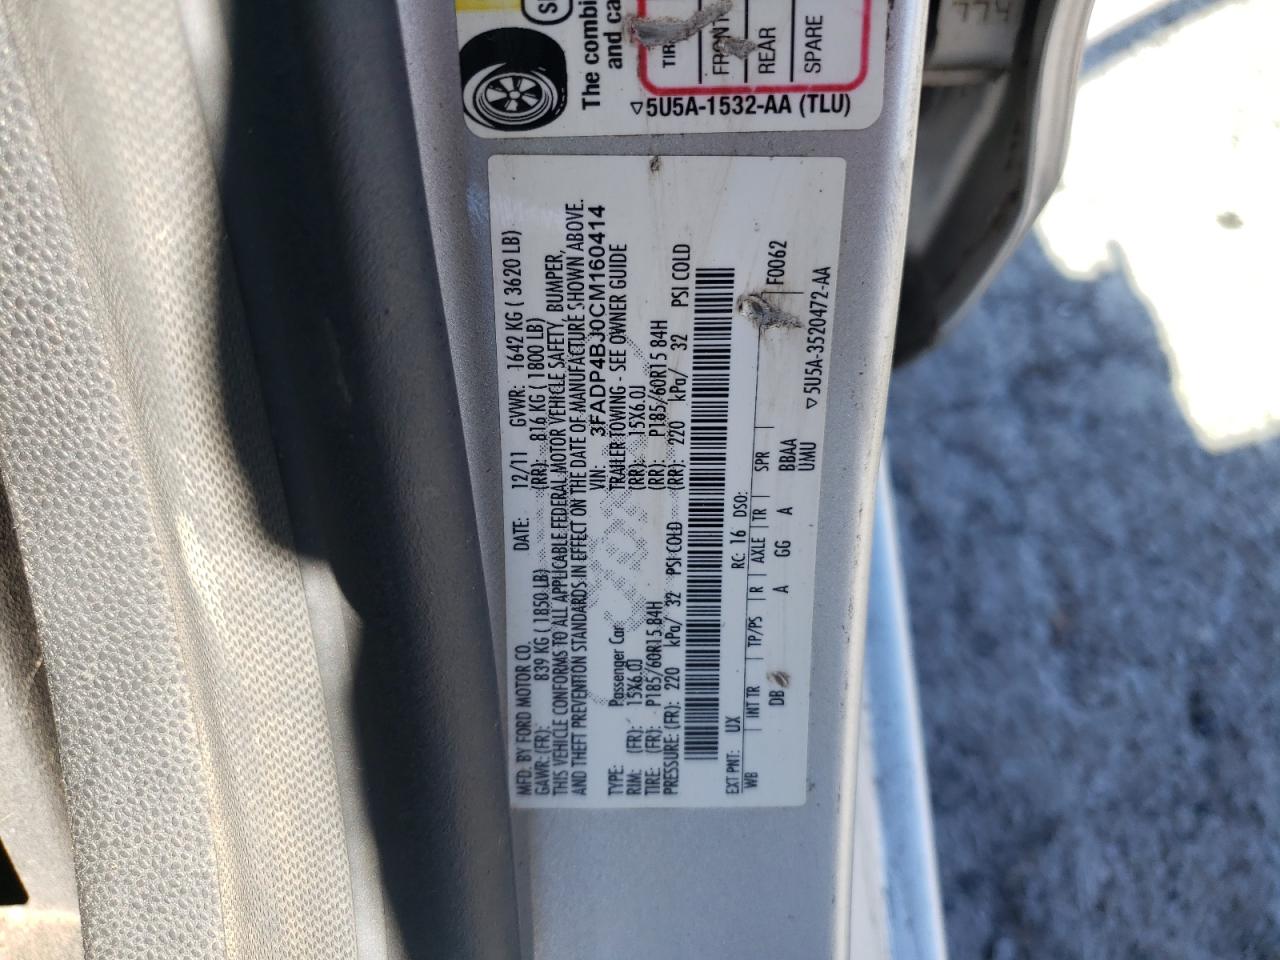 The combi
and ca
TIR
FRONT
REAR
SPARE
▽5U5A-1532-AA (TLU)
774
MFD. BY FORD MOTOR CO.
DATE: 12/11 GVWR: 1642 KG ( 3620 LB)
GAWR: (FR): 839 KG ( 1850 LB) (RR): 816 KG ( 1800 LB)
THIS VEHICLE CONFORMS TO ALL APPLICABLE FEDERAL MOTOR VEHICLE SAFETY, BUMPER,
AND THEFT PREVENTION STANDARDS IN EFFECT ON THE DATE OF MANUFACTURE SHOWN ABOVE.
VIN: 3FADP4BJ0CM160414
TYPE: Passenger Car TRAILER TOWING - SEE OWNER GUIDE
RIM: (FR): 15X6.0J (RR): 15X6.0J
TIRE: (FR): P185/60R15 84H (RR): P185/60R15 84H
PRESSURE: (FR): 220 kPa/ 32 PSI COLD (RR): 220 kPa/ 32 PSI COLD
EXT PNT: UX RC: 16 DSO:
WB | INT TR | TP/PS | R | AXLE | TR | SPR | F0062
DB A GG A BBAA
UMU
▽5U5A-3520472-AA